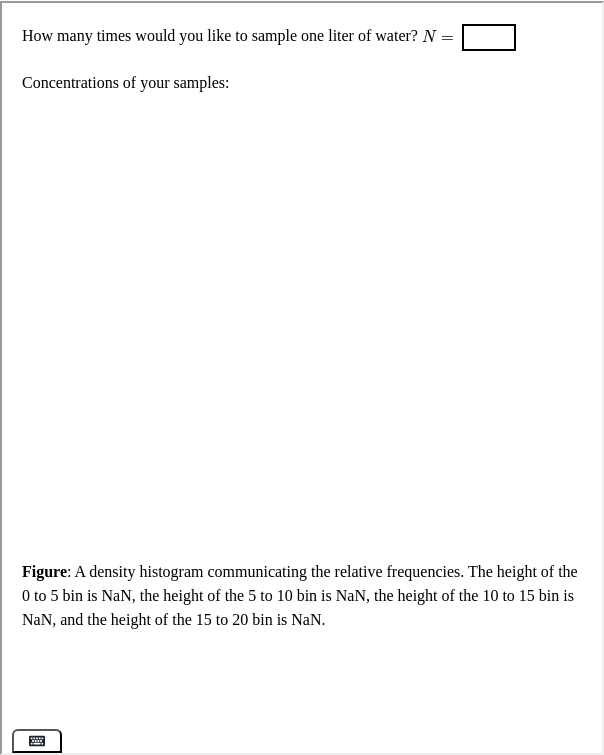 How many times would you like to sample one liter of water? N =
Concentrations of your samples:
Figure: A density histogram communicating the relative frequencies. The height of the
0 to 5 bin is NaN, the height of the 5 to 10 bin is NaN, the height of the 10 to 15 bin is
NaN, and the height of the 15 to 20 bin is NaN.